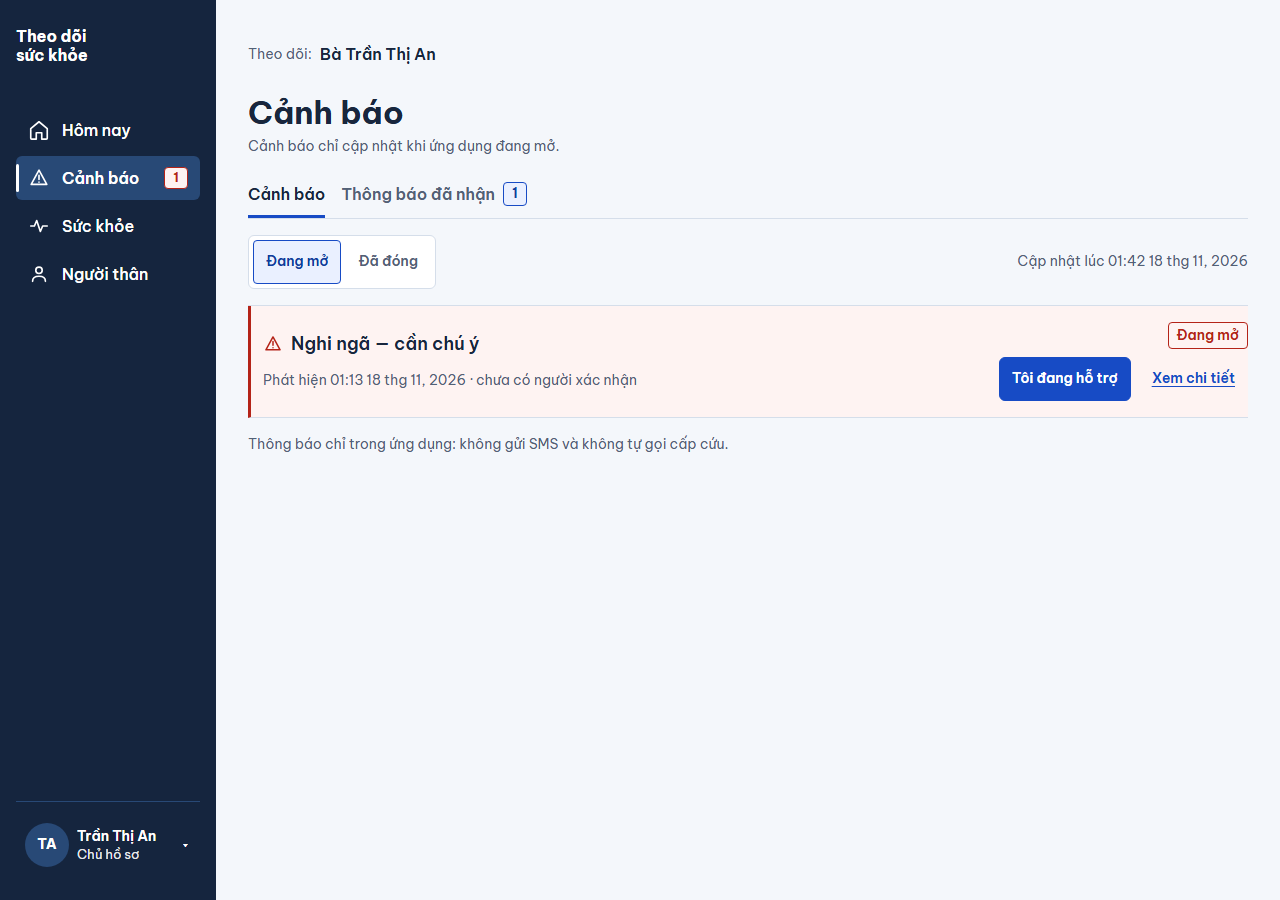 Theo dõi
sức khỏe
Hôm nay
Cảnh báo 1
Sức khỏe
Người thân
TA
Trần Thị An
Chủ hồ sơ
Theo dõi: Bà Trần Thị An
Cảnh báo
Cảnh báo chỉ cập nhật khi ứng dụng đang mở.
Cảnh báo Thông báo đã nhận 1
Đang mở Đã đóng Cập nhật lúc 01:42 18 thg 11, 2026
Nghi ngã — cần chú ý Đang mở
Phát hiện 01:13 18 thg 11, 2026 · chưa có người xác nhận Tôi đang hỗ trợ Xem chi tiết
Thông báo chỉ trong ứng dụng: không gửi SMS và không tự gọi cấp cứu.